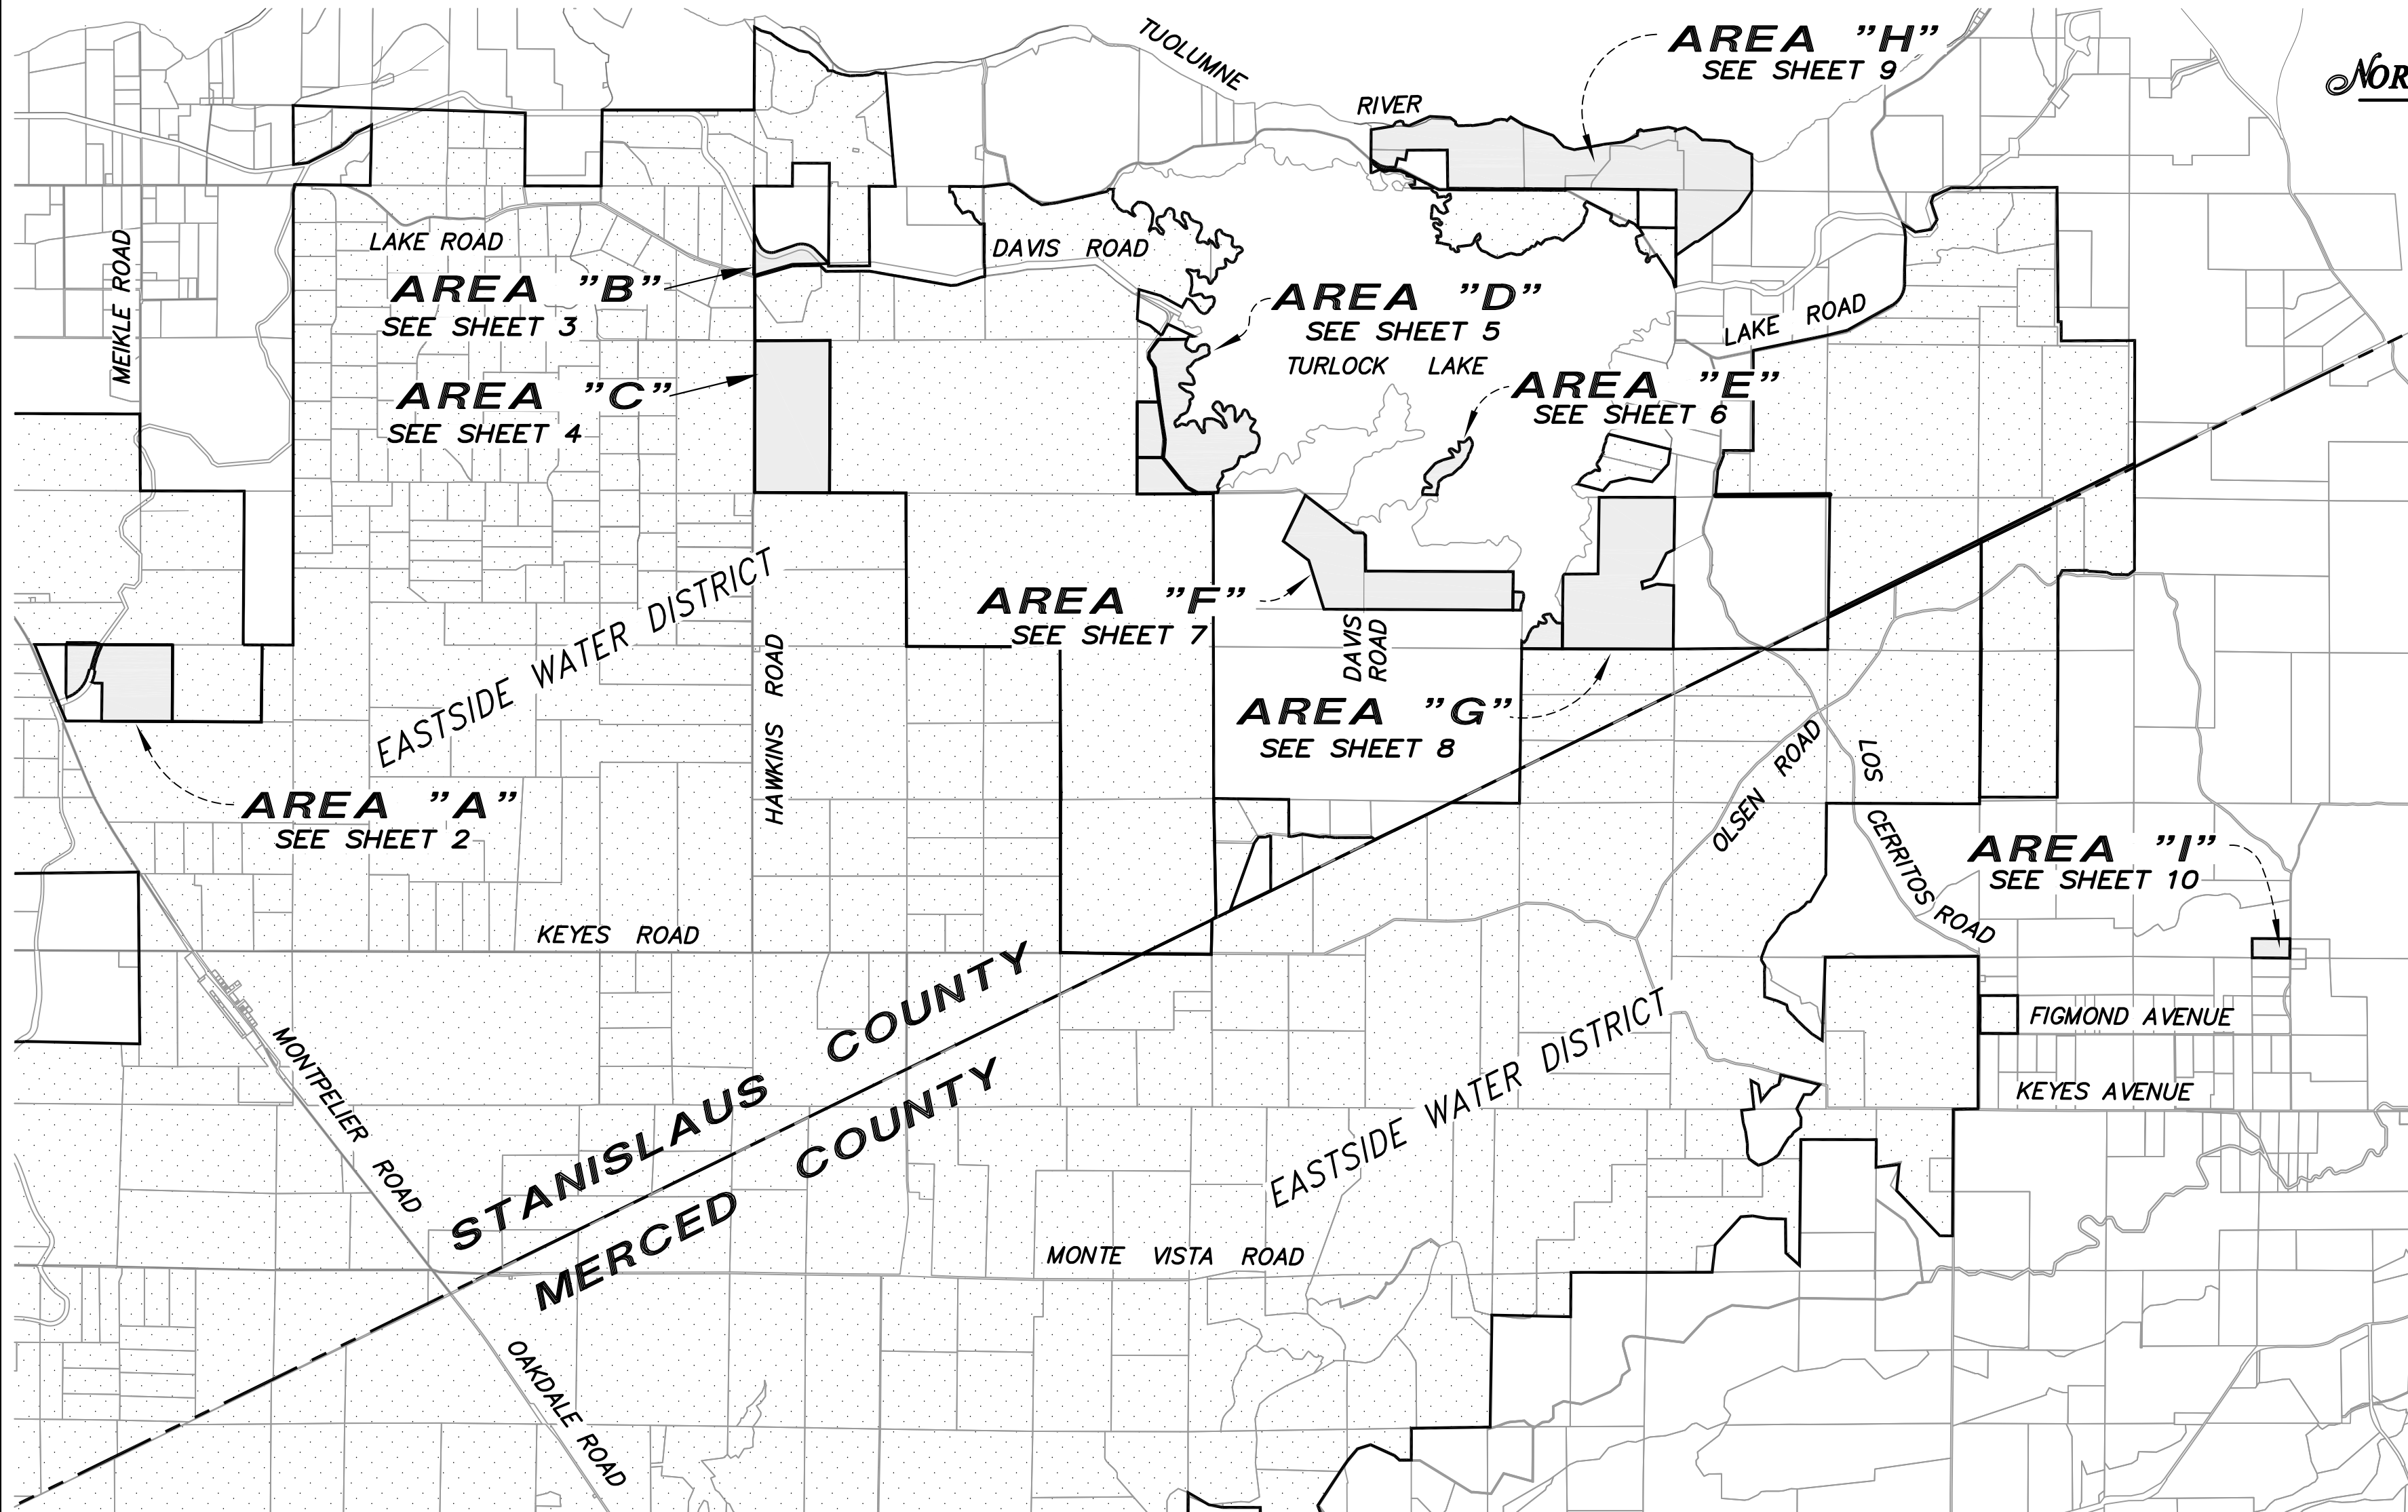 TUOLUMNE
RIVER
AREA "H"
SEE SHEET 9
MEIKLE ROAD
LAKE ROAD
AREA "B"
SEE SHEET 3
AREA "C"
SEE SHEET 4
DAVIS ROAD
AREA "D"
SEE SHEET 5
TURLOCK LAKE
AREA "E"
SEE SHEET 6
LAKE ROAD
EASTSIDE WATER DISTRICT
HAWKINS ROAD
AREA "F"
SEE SHEET 7
DAVIS
ROAD
AREA "G"
SEE SHEET 8
AREA "A"
SEE SHEET 2
OLSEN ROAD
LOS
CERRITOS
ROAD
AREA "I"
SEE SHEET 10
KEYES ROAD
FIGMOND AVENUE
KEYES AVENUE
MONTPELIER
ROAD
STANISLAUS COUNTY
MERCED COUNTY
EASTSIDE WATER DISTRICT
MONTE VISTA ROAD
OAKDALE ROAD